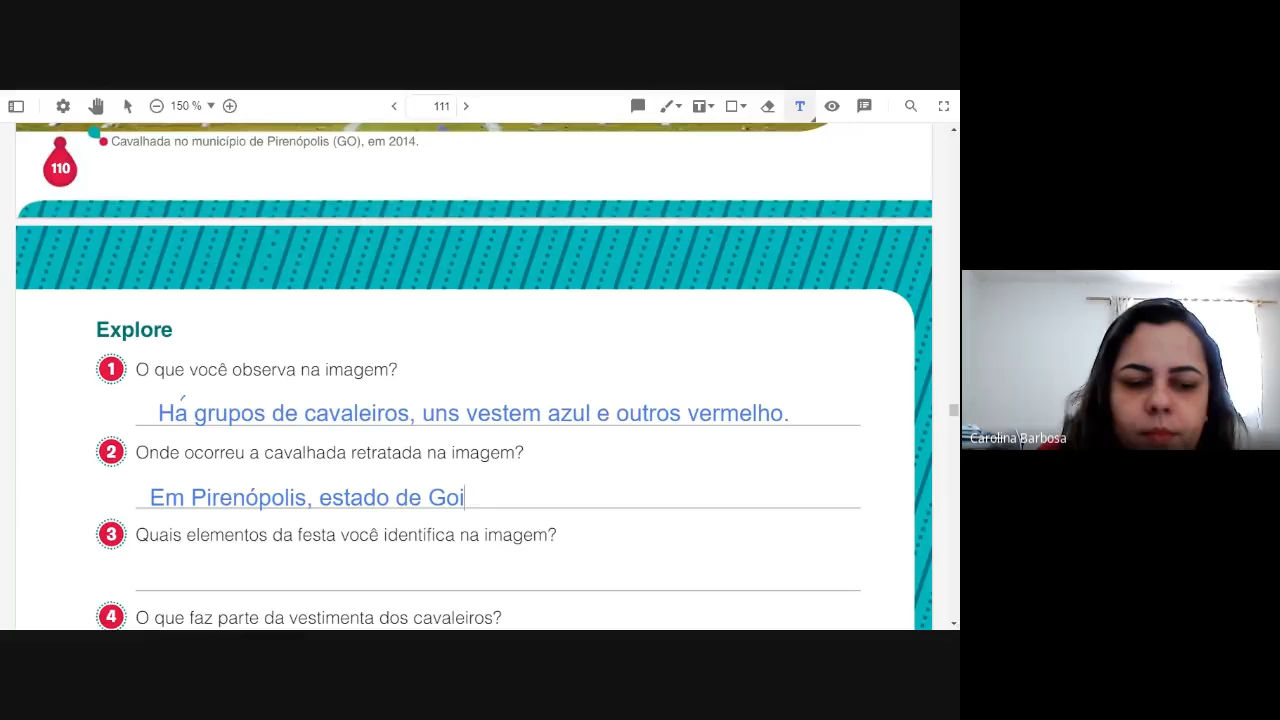 150 %
111
T
T
Cavalhada no município de Pirenópolis (GO), em 2014.
110
Explore
1 O que você observa na imagem?
Há grupos de cavaleiros, uns vestem azul e outros vermelho.
2 Onde ocorreu a cavalhada retratada na imagem?
Em Pirenópolis, estado de Goi
3 Quais elementos da festa você identifica na imagem?
4 O que faz parte da vestimenta dos cavaleiros?
Carolina Barbosa